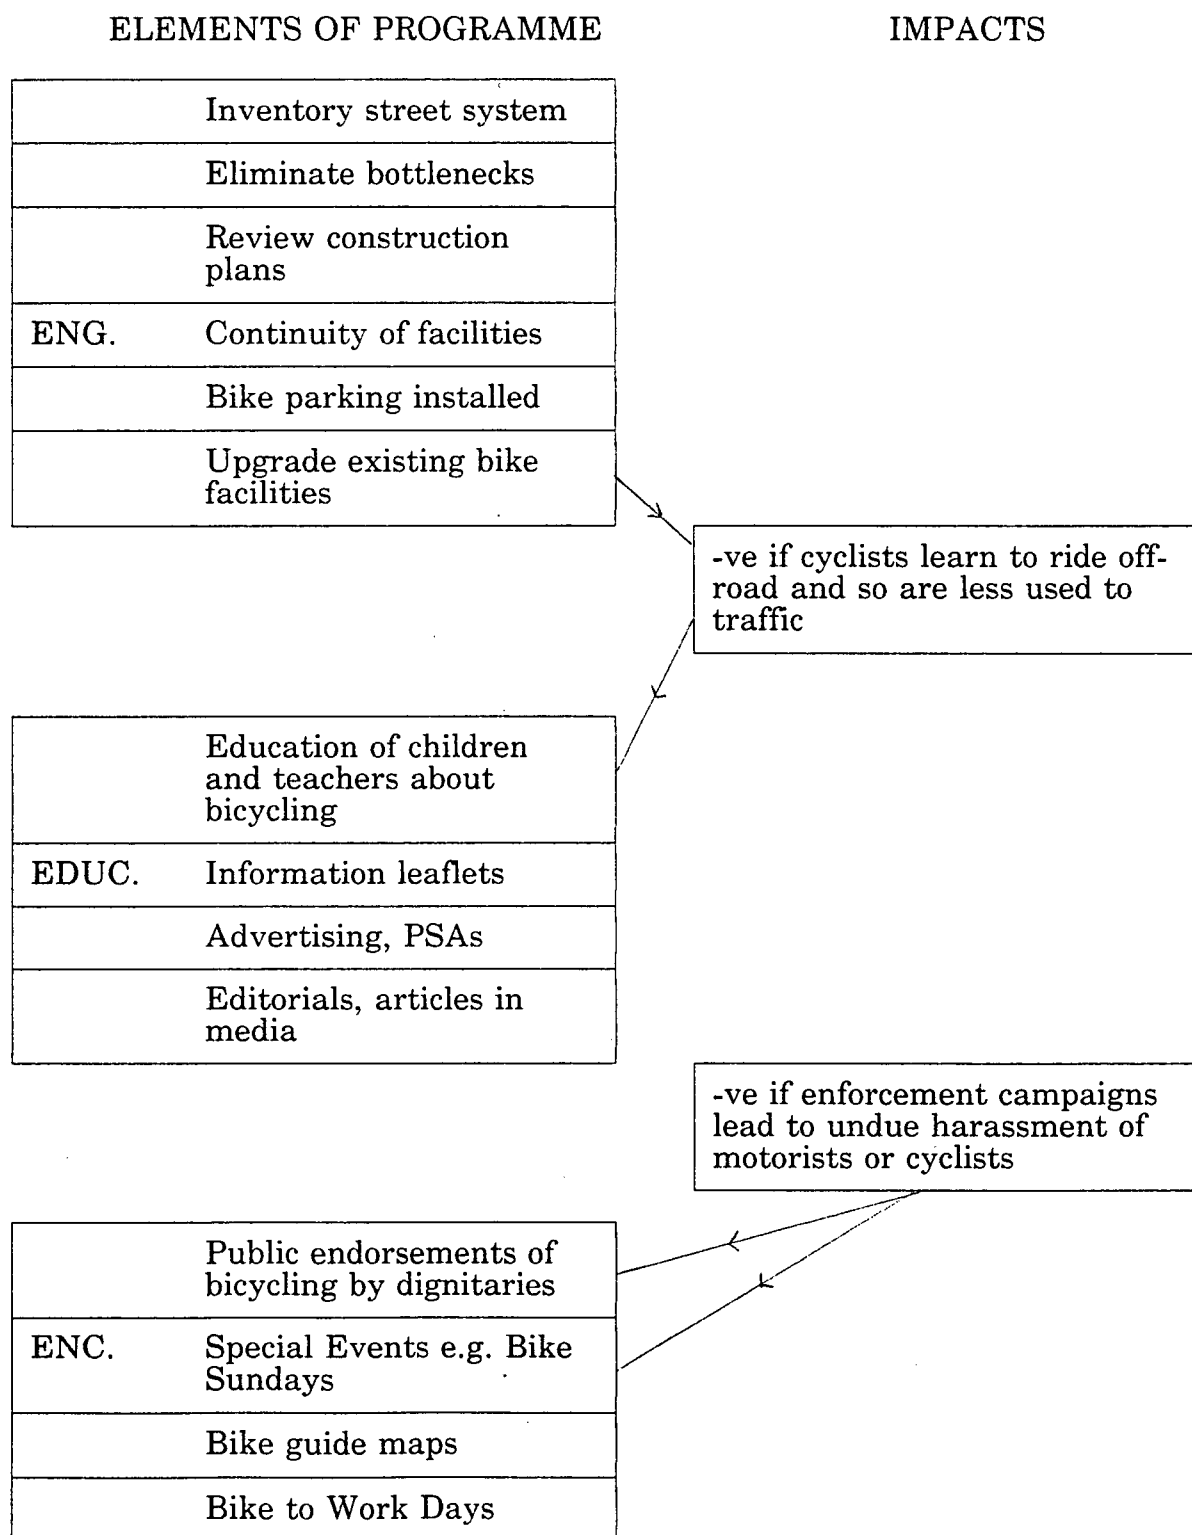 ELEMENTS OF PROGRAMME IMPACTS
Inventory street system
Eliminate bottlenecks
Review construction
plans
ENG. Continuity of facilities
Bike parking installed
Upgrade existing bike
facilities
-ve if cyclists learn to ride off-
road and so are less used to
traffic
Education of children
and teachers about
bicycling
EDUC. Information leaflets
Advertising, PSAs
Editorials, articles in
media
-ve if enforcement campaigns
lead to undue harassment of
motorists or cyclists
Public endorsements of
bicycling by dignitaries
ENC. Special Events e.g. Bike
Sundays
Bike guide maps
Bike to Work Days